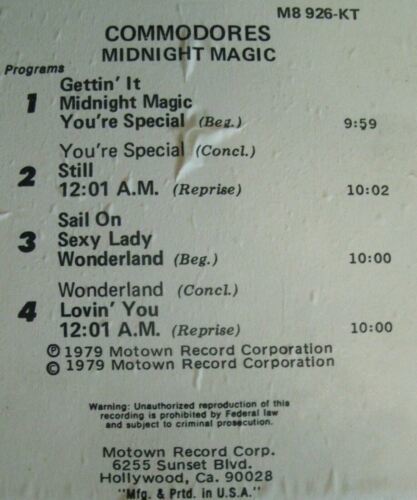 M8 926-KT
COMMODORES
MIDNIGHT MAGIC
Programs
Gettin' It
1 Midnight Magic
You're Special (Beg.) 9:59
You're Special (Concl.)
2 Still
12:01 A.M. (Reprise) 10:02
Sail On
3 Sexy Lady
Wonderland (Beg.) 10:00
Wonderland (Concl.)
4 Lovin' You
12:01 A.M. (Reprise) 10:00
℗ 1979 Motown Record Corporation
© 1979 Motown Record Corporation
Warning: Unauthorized reproduction of this
recording is prohibited by Federal law
and subject to criminal prosecution.
Motown Record Corp.
6255 Sunset Blvd.
Hollywood, Ca. 90028
"Mfg. & Prtd. in U.S.A."